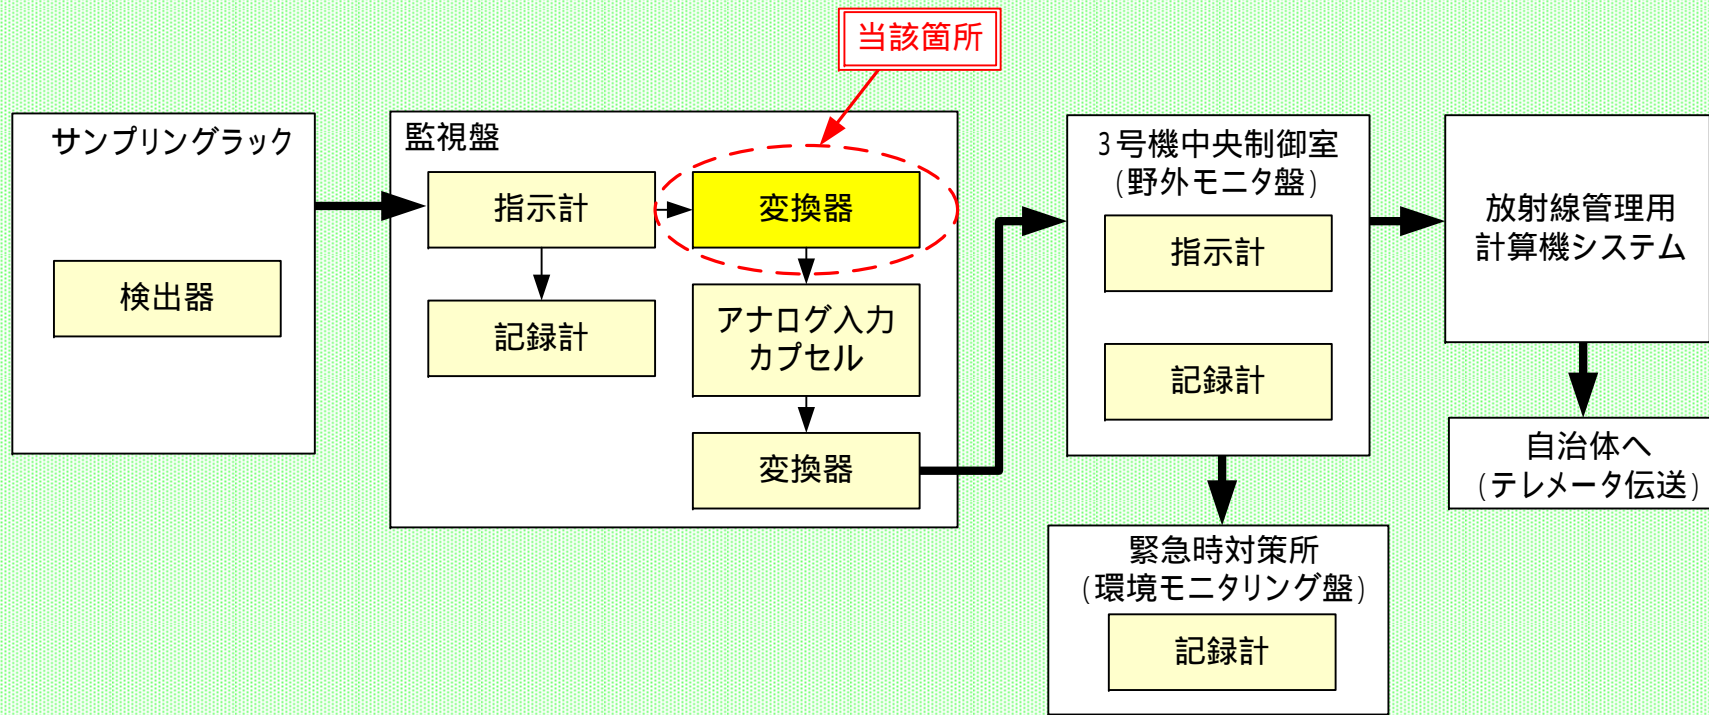 当該箇所
サンプリングラック
検出器
監視盤
指示計
記録計
変換器
アナログ入力
カプセル
変換器
3号機中央制御室
(野外モニタ盤)
指示計
記録計
緊急時対策所
(環境モニタリング盤)
記録計
放射線管理用
計算機システム
自治体へ
(テレメータ伝送)